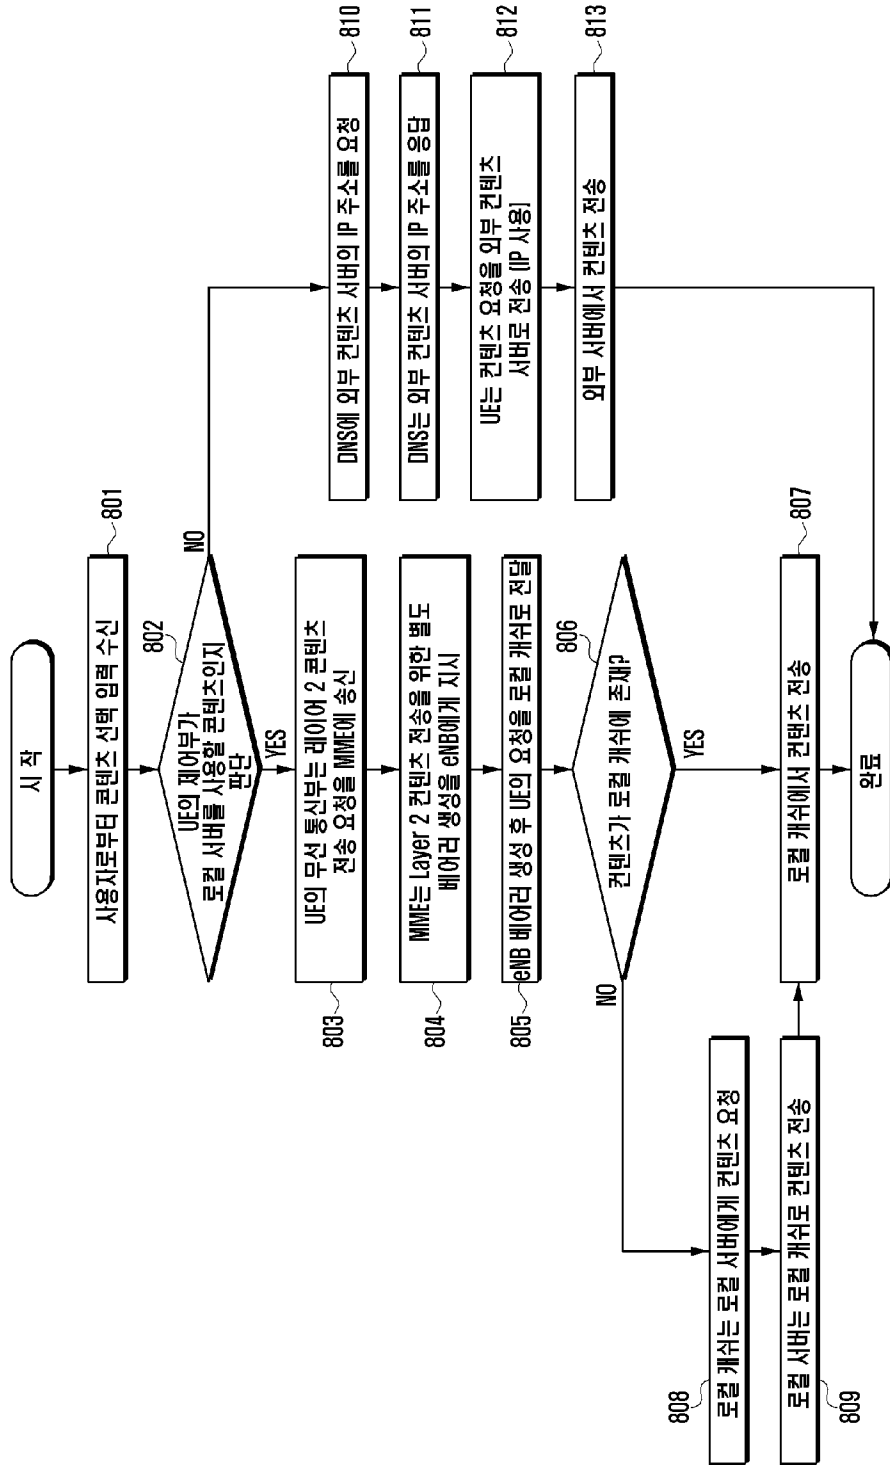 시 작
801
사용자로부터 콘텐츠 선택 입력 수신
802
UE의 제어부가
로컬 서버를 사용할 콘텐츠인지
판단
NO
YES
803
UE의 무선 통신부는 레이어 2 콘텐츠
전송 요청을 MME에 송신
804
MME는 Layer 2 컨텐츠 전송을 위한 별도
베어러 생성을 eNB에게 지시
805
eNB 베어러 생성 후 UE의 요청을 로컬 캐쉬로 전달
806
컨텐츠가 로컬 캐쉬에 존재?
NO
YES
807
로컬 캐쉬에서 컨텐츠 전송
808
로컬 캐쉬는 로컬 서버에게 컨텐츠 요청
809
로컬 서버는 로컬 캐쉬로 컨텐츠 전송
810
DNS에 외부 컨텐츠 서버의 IP 주소를 요청
811
DNS는 외부 컨텐츠 서버의 IP 주소를 응답
812
UE는 컨텐츠 요청을 외부 컨텐츠
서버로 전송 (IP 사용)
813
외부 서버에서 컨텐츠 전송
완료